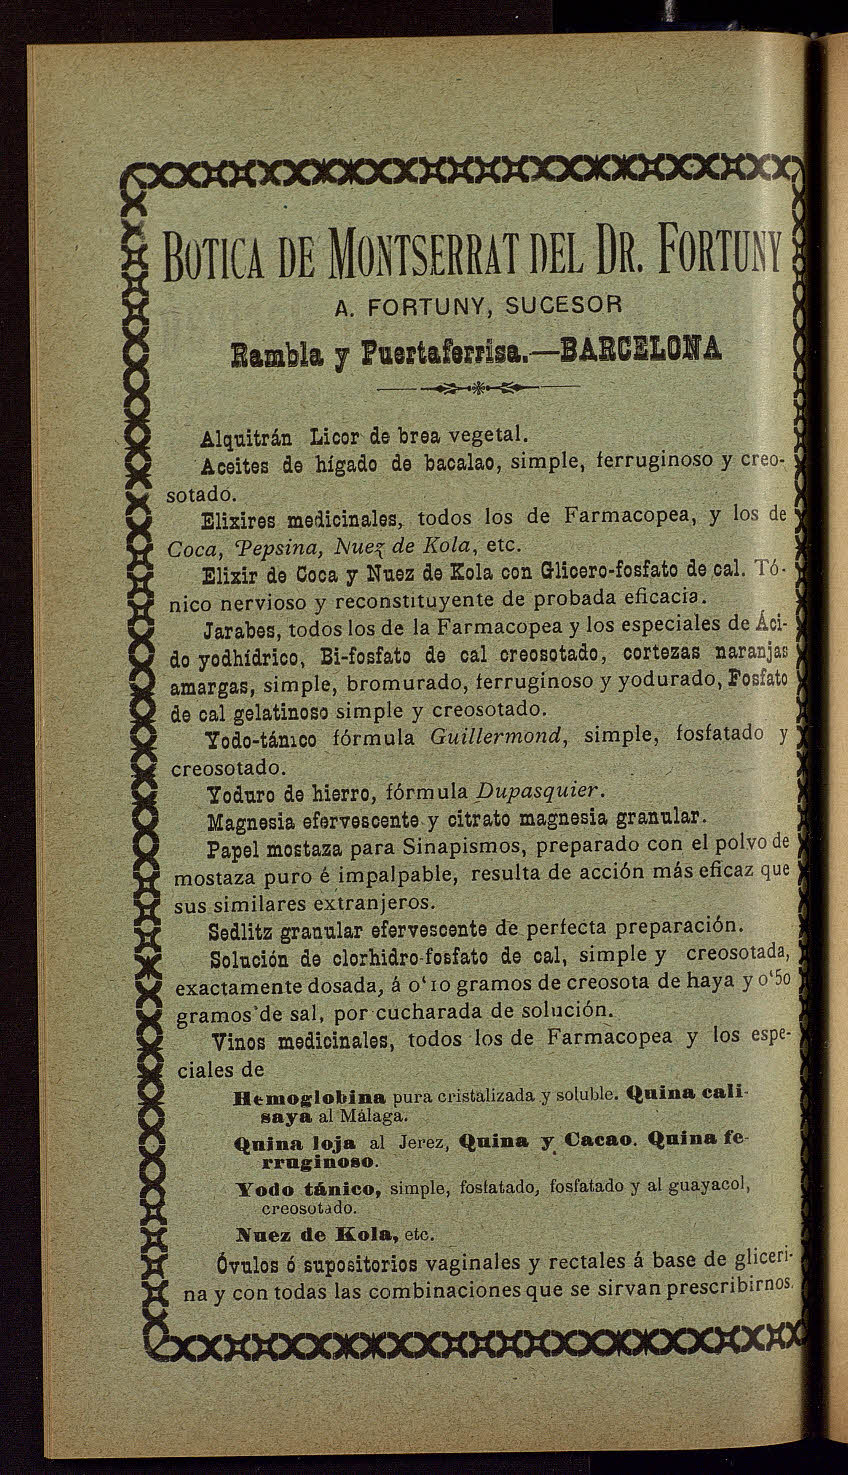 BOTICA DE MONTSERRAT DEL DR. FORTUNY
A. FORTUNY, SUCESOR
Rambla y Puertaferrisa.—BARCELONA
Alquitrán Licor de brea vegetal.
Aceites de hígado de bacalao, simple, ferruginoso y creo-
sotado.
Elixires medicinales, todos los de Farmacopea, y los de
Coca, Pepsina, Nuez de Kola, etc.
Elixir de Coca y Nuez de Kola con Glicero-fosfato de cal. Tó-
nico nervioso y reconstituyente de probada eficacia.
Jarabes, todos los de la Farmacopea y los especiales de Áci-
do yodhídrico, Bi-fosfato de cal creosotado, cortezas naranjas
amargas, simple, bromurado, ferruginoso y yodurado, Fosfato
de cal gelatinoso simple y creosotado.
Yodo-tánico fórmula Guillermond, simple, fosfatado y
creosotado.
Yoduro de hierro, fórmula Dupasquier.
Magnesia efervescente y citrato magnesia granular.
Papel mostaza para Sinapismos, preparado con el polvo de
mostaza puro é impalpable, resulta de acción más eficaz que
sus similares extranjeros.
Sedlitz granular efervescente de perfecta preparación.
Solución de clorhidro-fosfato de cal, simple y creosotada,
exactamente dosada, á 0‘10 gramos de creosota de haya y 0‘50
gramos de sal, por cucharada de solución.
Vinos medicinales, todos los de Farmacopea y los espe-
ciales de
Hemoglobina pura cristalizada y soluble. Quina cali-
saya al Málaga.
Quina loja al Jerez, Quina y Cacao. Quina fe-
rruginoso.
Yodo tánico, simple, fosfatado, fosfatado y al guayacol,
creosotado.
Nuez de Kola, etc.
Óvulos ó supositorios vaginales y rectales á base de gliceri-
na y con todas las combinaciones que se sirvan prescribirnos.